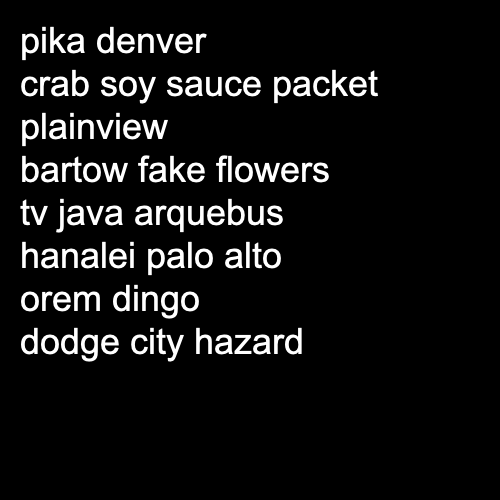 pika denver
crab soy sauce packet
plainview
bartow fake flowers
tv java arquebus
hanalei palo alto
orem dingo
dodge city hazard